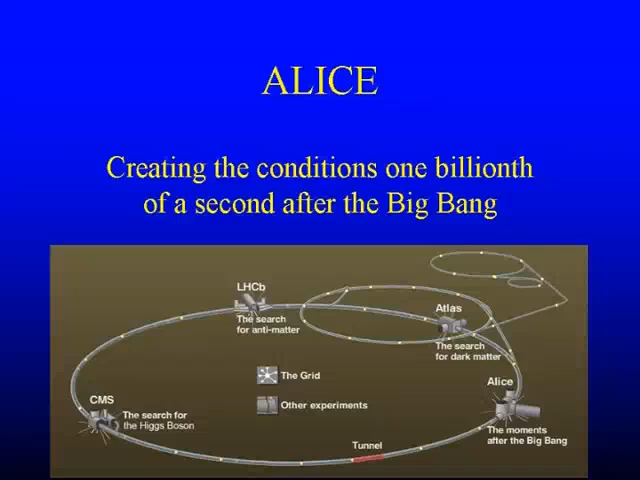 ALICE
Creating the conditions one billionth
of a second after the Big Bang
LHCb
The search
for anti-matter
Atlas
The search
for dark matter
The Grid
Alice
Other experiments
CMS
The search for
the Higgs Boson
The moments
after the Big Bang
Tunnel